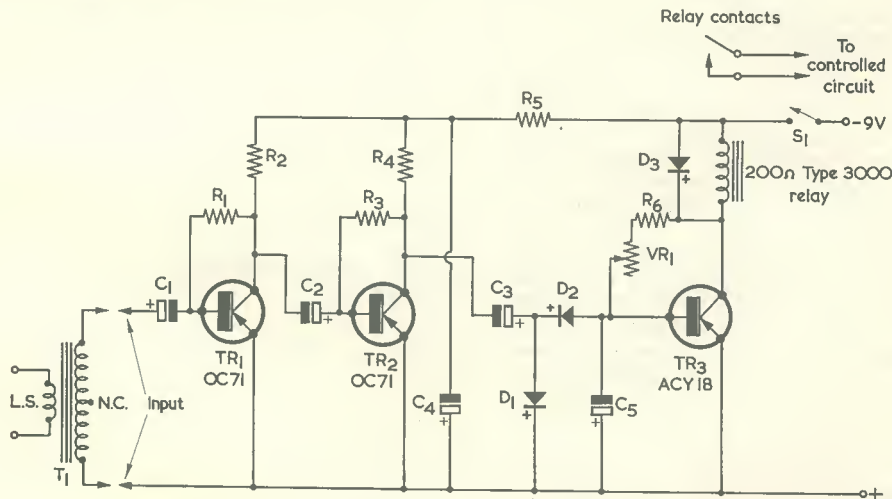 Relay contacts
To
controlled
circuit
R5
S1
-9V
R2
R4
D3
200Ω Type 3000
relay
R1
R3
R6
VR1
C1
+
C2
+
C3
+
D2
+
TR1
OC71
TR2
OC71
TR3
ACY18
L.S.
N.C.
Input
C4
+
D1
+
C5
+
T1
+